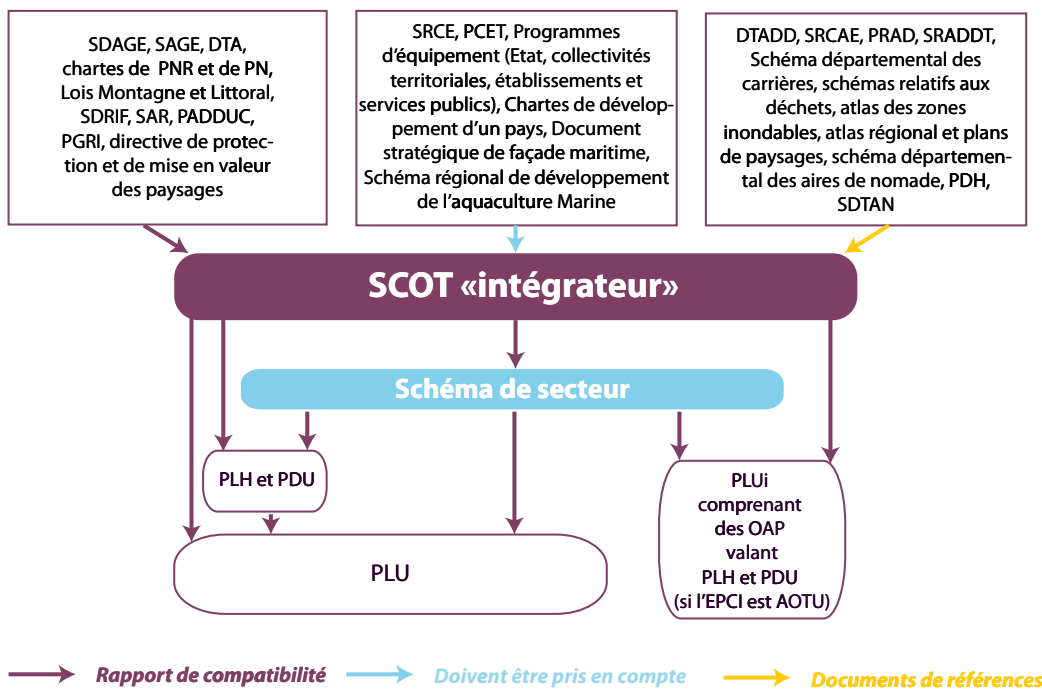 SDAGE, SAGE, DTA,
chartes de PNR et de PN,
Lois Montagne et Littoral,
SDRIF, SAR, PADDUC,
PGRI, directive de protec-
tion et de mise en valeur
des paysages
SRCE, PCET, Programmes
d'équipement (Etat, collectivités
territoriales, établissements et
services publics), Chartes de dévelop-
pement d'un pays, Document
stratégique de façade maritime,
Schéma régional de développement
de l'aquaculture Marine
DTADD, SRCAE, PRAD, SRADDT,
Schéma départemental des
carrières, schémas relatifs aux
déchets, atlas des zones
inondables, atlas régional et plans
de paysages, schéma départemen-
tal des aires de nomade, PDH,
SDTAN
SCOT «intégrateur»
Schéma de secteur
PLH et PDU
PLU
PLUi
comprenant
des OAP
valant
PLH et PDU
(si l'EPCI est AOTU)
Rapport de compatibilité
Doivent être pris en compte
Documents de références